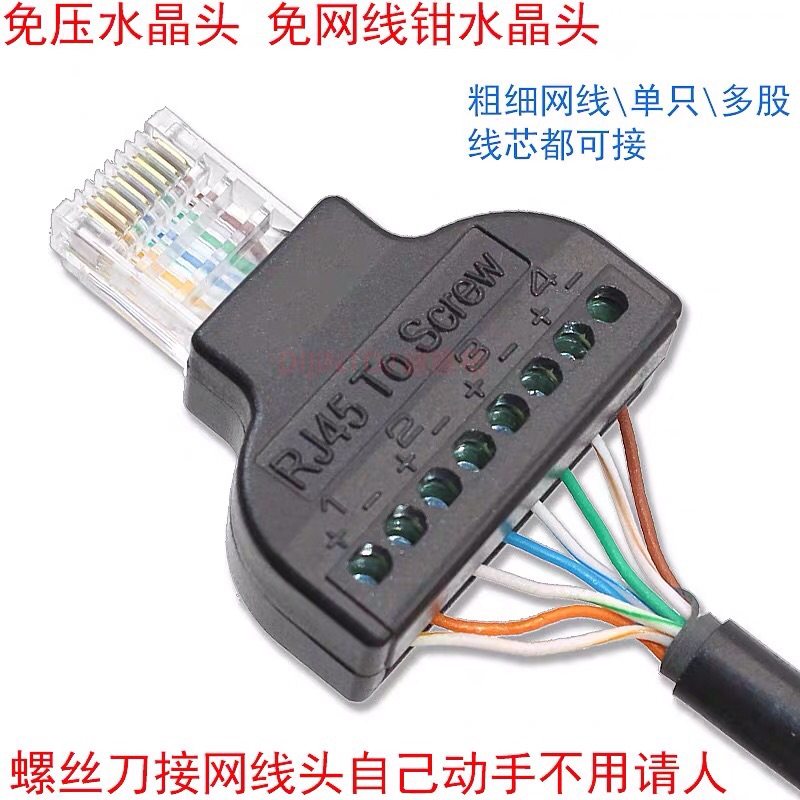 免压水晶头 免网线钳水晶头
粗细网线\单只\多股
线芯都可接
RJ45 To Screw
1 2 3 4
+ - + - + - + -
螺丝刀接网线头自己动手不用请人